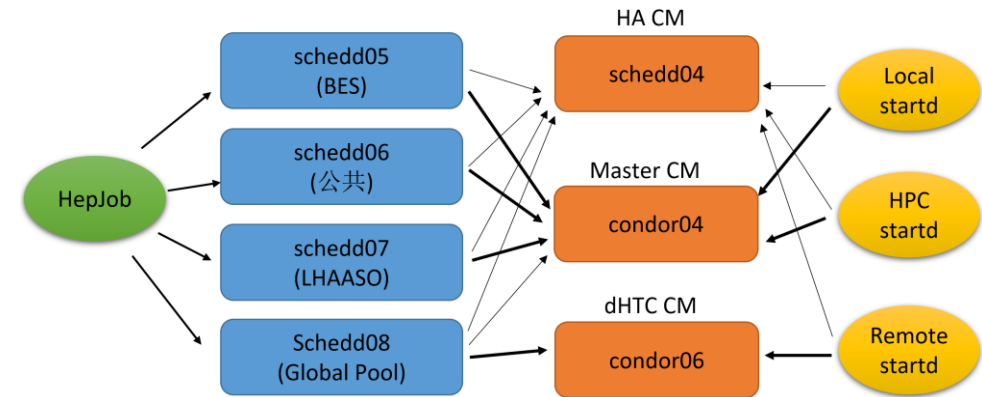 HepJob
schedd05
(BES)
schedd06
(公共)
schedd07
(LHAASO)
Schedd08
(Global Pool)
HA CM
schedd04
Master CM
condor04
dHTC CM
condor06
Local
startd
HPC
startd
Remote
startd